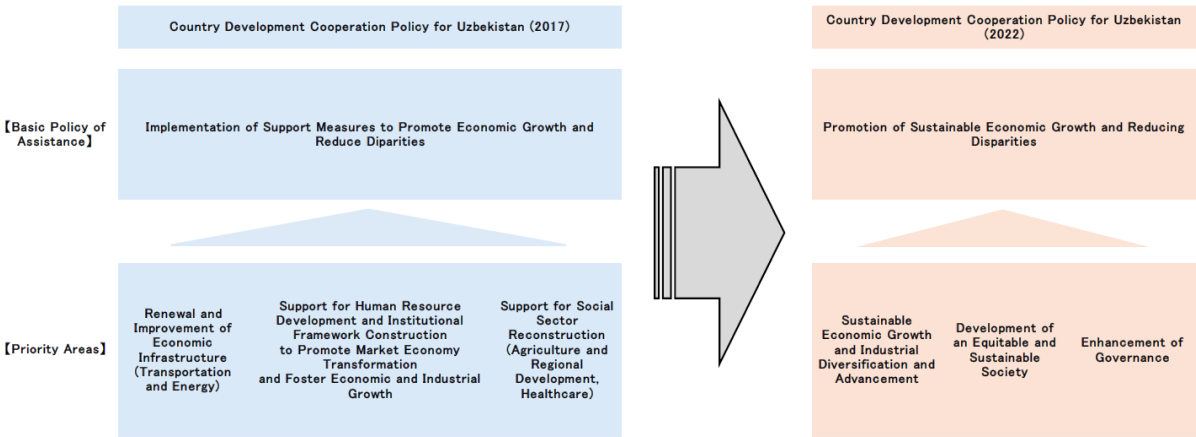 Country Development Cooperation Policy for Uzbekistan (2017)
Country Development Cooperation Policy for Uzbekistan
(2022)
【Basic Policy of
Assistance】
Implementation of Support Measures to Promote Economic Growth and
Reduce Diparities
Promotion of Sustainable Economic Growth and Reducing
Disparities
【Priority Areas】
Renewal and
Improvement of
Economic
Infrastructure
(Transportation
and Energy)
Support for Human Resource
Development and Institutional
Framework Construction
to Promote Market Economy
Transformation
and Foster Economic and Industrial
Growth
Support for Social
Sector
Reconstruction
(Agriculture and
Regional
Development,
Healthcare)
Sustainable
Economic Growth
and Industrial
Diversification and
Advancement
Development of
an Equitable and
Sustainable
Society
Enhancement of
Governance